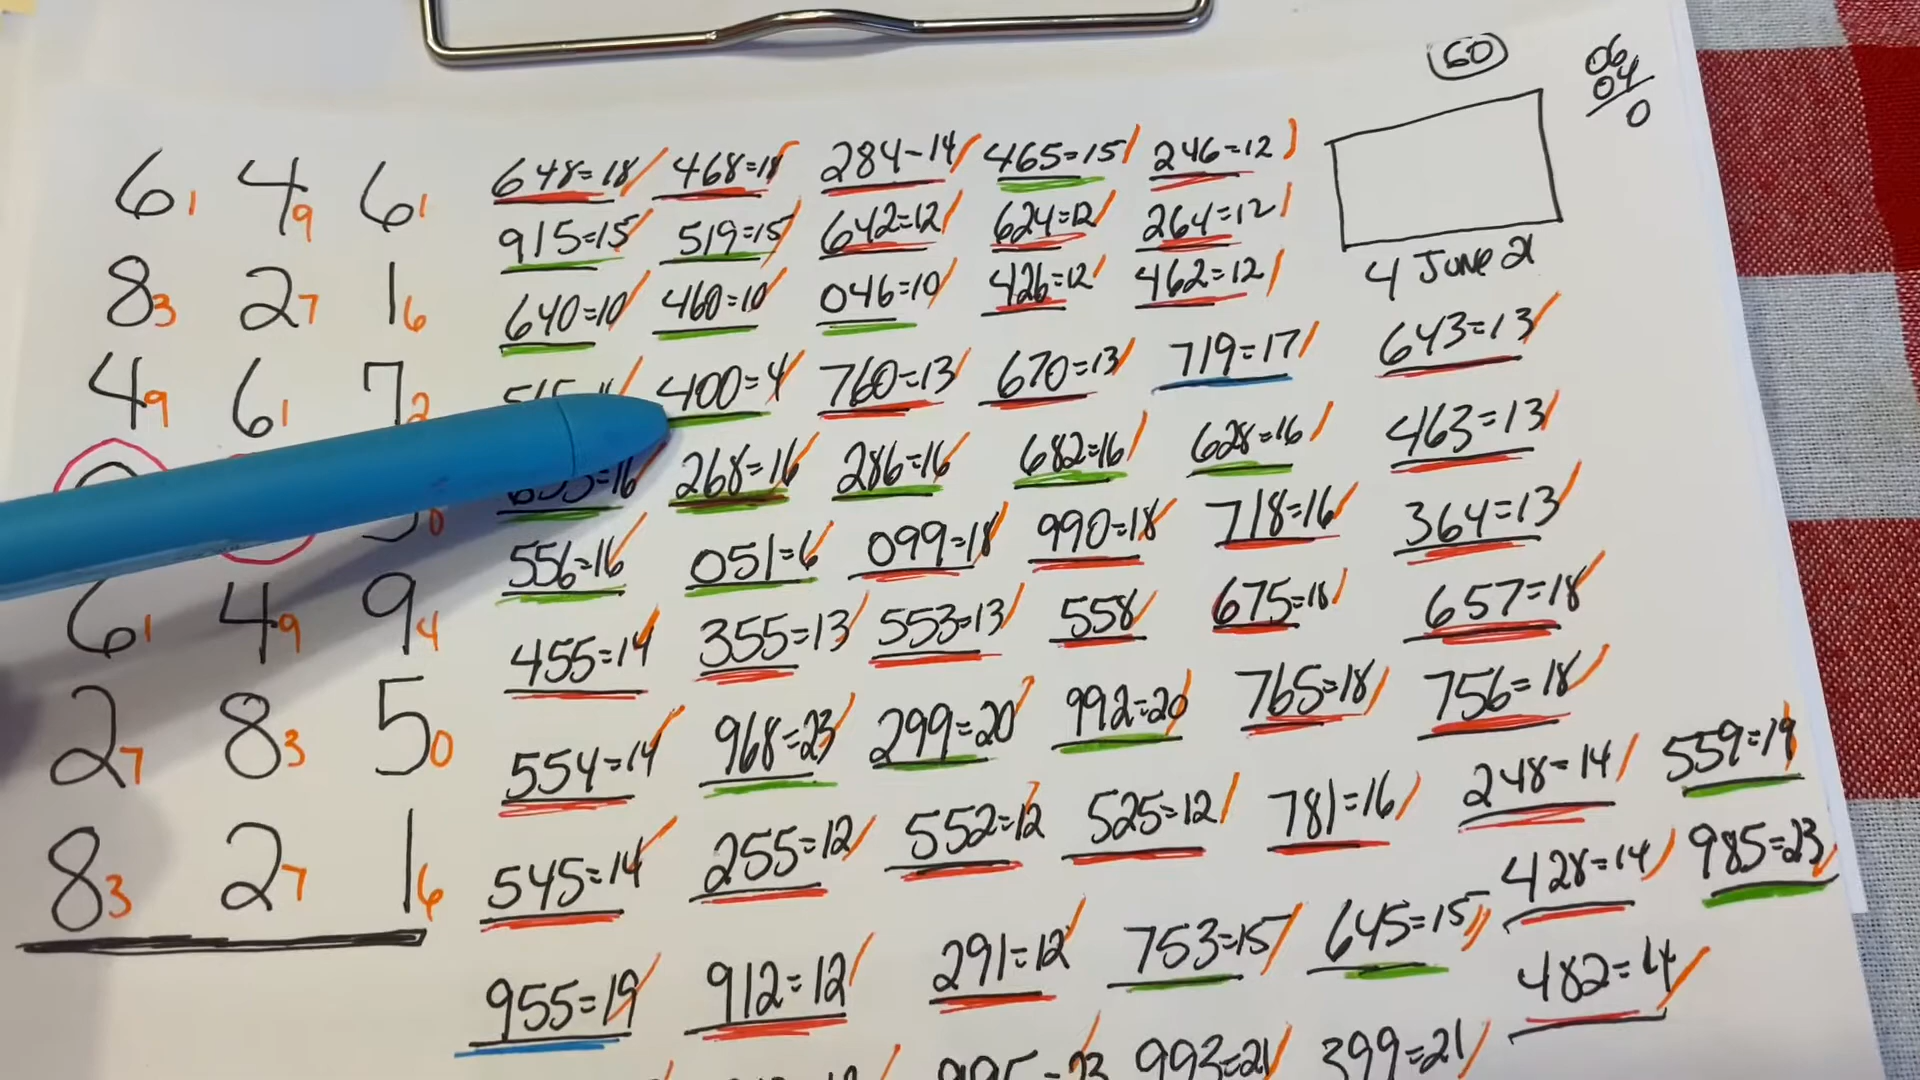 60
06
04
0
6 1 4 9 6 1
8 3 2 7 1 6
4 9 6 1 7 2
0
6 1 4 9 9 4
2 7 8 3 5 0
8 3 2 7 1 6
648=18 468=18 284-14 465=15 246=12
915=15 519=15 642=12 624=12 264=12
640=10 460=10 046=10 426=12 462=12
400=4 760=13 670=13 719=17
268=16 286=16 682=16 628=16
556=16 051=6 099=18 990=18 718=16
455=14 355=13 553=13 558 675=18
554=14 968=23 299=20 992=20 765=18
545=14 255=12 552=12 525=12 781=16
955=19 912=12 291=12 753=15 645=15
993=21 399=21
4 June 21
643=13
463=13
364=13
657=18
756=18
248=14 559=19
428=14 985=23
482=14